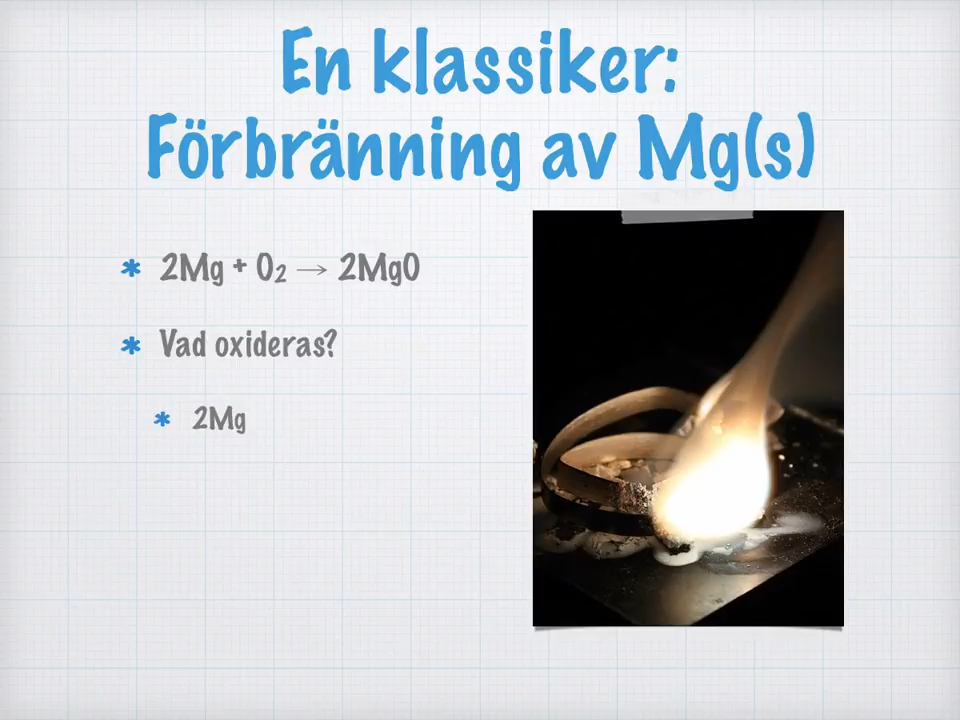 En klassiker:
Förbränning av Mg(s)
* 2Mg + O₂ → 2MgO
* Vad oxideras?
* 2Mg